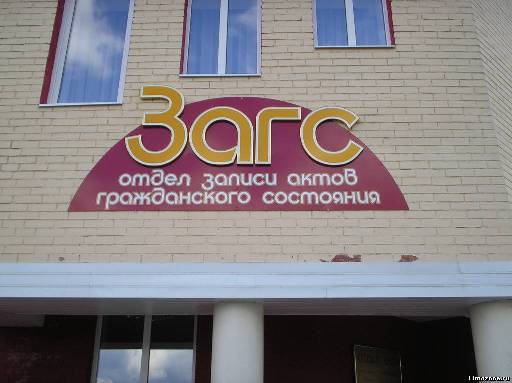 Загс
отдел записи актов
гражданского состояния